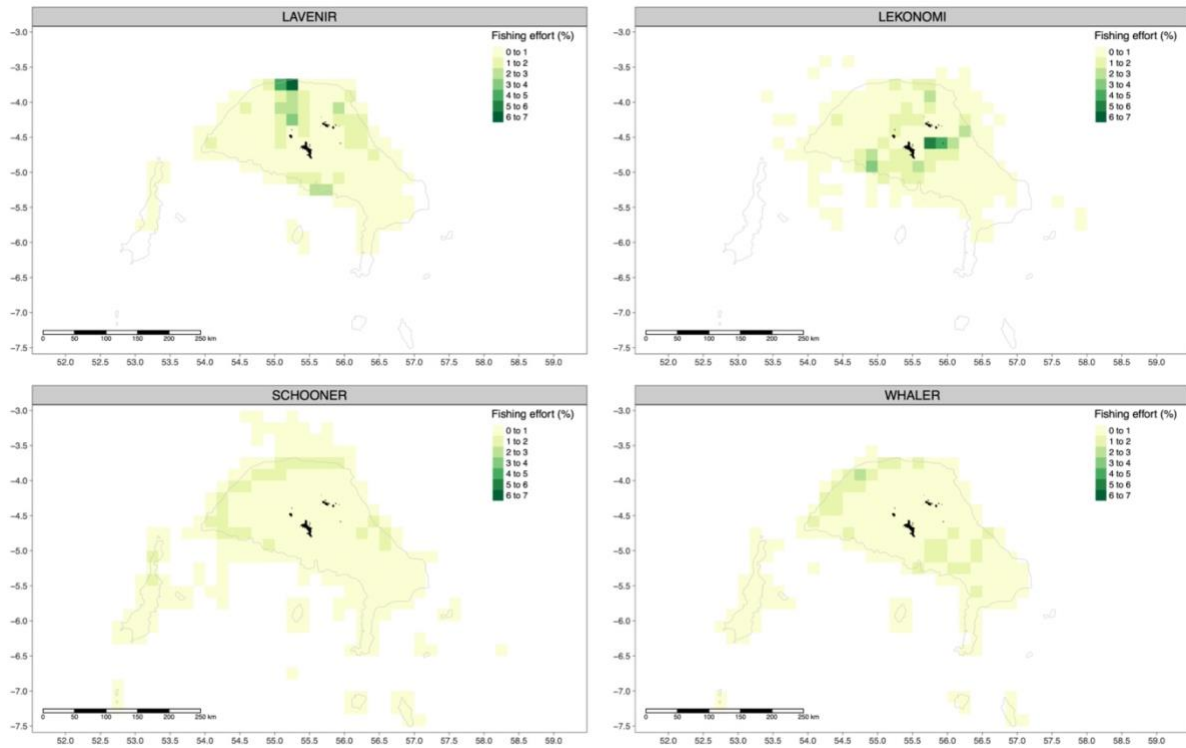 LAVENIR
Fishing effort (%)
0 to 1
1 to 2
2 to 3
3 to 4
4 to 5
5 to 6
6 to 7
−3.0
−3.5
−4.0
−4.5
−5.0
−5.5
−6.0
−6.5
−7.0
−7.5
0 50 100 150 200 250 km
52.0 52.5 53.0 53.5 54.0 54.5 55.0 55.5 56.0 56.5 57.0 57.5 58.0 58.5 59.0
LEKONOMI
Fishing effort (%)
0 to 1
1 to 2
2 to 3
3 to 4
4 to 5
5 to 6
6 to 7
−3.0
−3.5
−4.0
−4.5
−5.0
−5.5
−6.0
−6.5
−7.0
−7.5
0 50 100 150 200 250 km
52.0 52.5 53.0 53.5 54.0 54.5 55.0 55.5 56.0 56.5 57.0 57.5 58.0 58.5 59.0
SCHOONER
Fishing effort (%)
0 to 1
1 to 2
2 to 3
3 to 4
4 to 5
5 to 6
6 to 7
−3.0
−3.5
−4.0
−4.5
−5.0
−5.5
−6.0
−6.5
−7.0
−7.5
0 50 100 150 200 250 km
52.0 52.5 53.0 53.5 54.0 54.5 55.0 55.5 56.0 56.5 57.0 57.5 58.0 58.5 59.0
WHALER
Fishing effort (%)
0 to 1
1 to 2
2 to 3
3 to 4
4 to 5
5 to 6
6 to 7
−3.0
−3.5
−4.0
−4.5
−5.0
−5.5
−6.0
−6.5
−7.0
−7.5
0 50 100 150 200 250 km
52.0 52.5 53.0 53.5 54.0 54.5 55.0 55.5 56.0 56.5 57.0 57.5 58.0 58.5 59.0